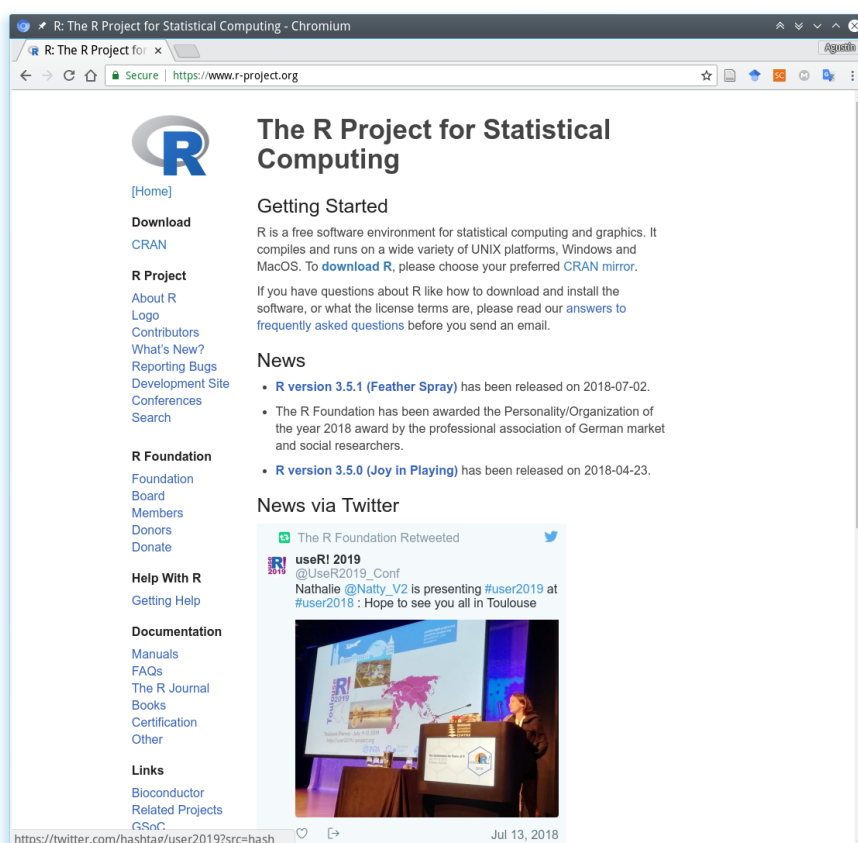 R: The R Project for Statistical Computing - Chromium
R: The R Project for
Agustín
Secure | https://www.r-project.org
SC
R
[Home]
Download
CRAN
R Project
About R
Logo
Contributors
What's New?
Reporting Bugs
Development Site
Conferences
Search
R Foundation
Foundation
Board
Members
Donors
Donate
Help With R
Getting Help
Documentation
Manuals
FAQs
The R Journal
Books
Certification
Other
Links
Bioconductor
Related Projects
GSoC
The R Project for Statistical
Computing
Getting Started
R is a free software environment for statistical computing and graphics. It
compiles and runs on a wide variety of UNIX platforms, Windows and
MacOS. To download R, please choose your preferred CRAN mirror.
If you have questions about R like how to download and install the
software, or what the license terms are, please read our answers to
frequently asked questions before you send an email.
News
R version 3.5.1 (Feather Spray) has been released on 2018-07-02.
The R Foundation has been awarded the Personality/Organization of
the year 2018 award by the professional association of German market
and social researchers.
R version 3.5.0 (Joy in Playing) has been released on 2018-04-23.
News via Twitter
The R Foundation Retweeted
useR! 2019
@UseR2019_Conf
Nathalie @Natty_V2 is presenting #user2019 at
#user2018 : Hope to see you all in Toulouse
Toulouse
useR!
2019
Jul 13, 2018
https://twitter.com/hashtag/user2019?src=hash